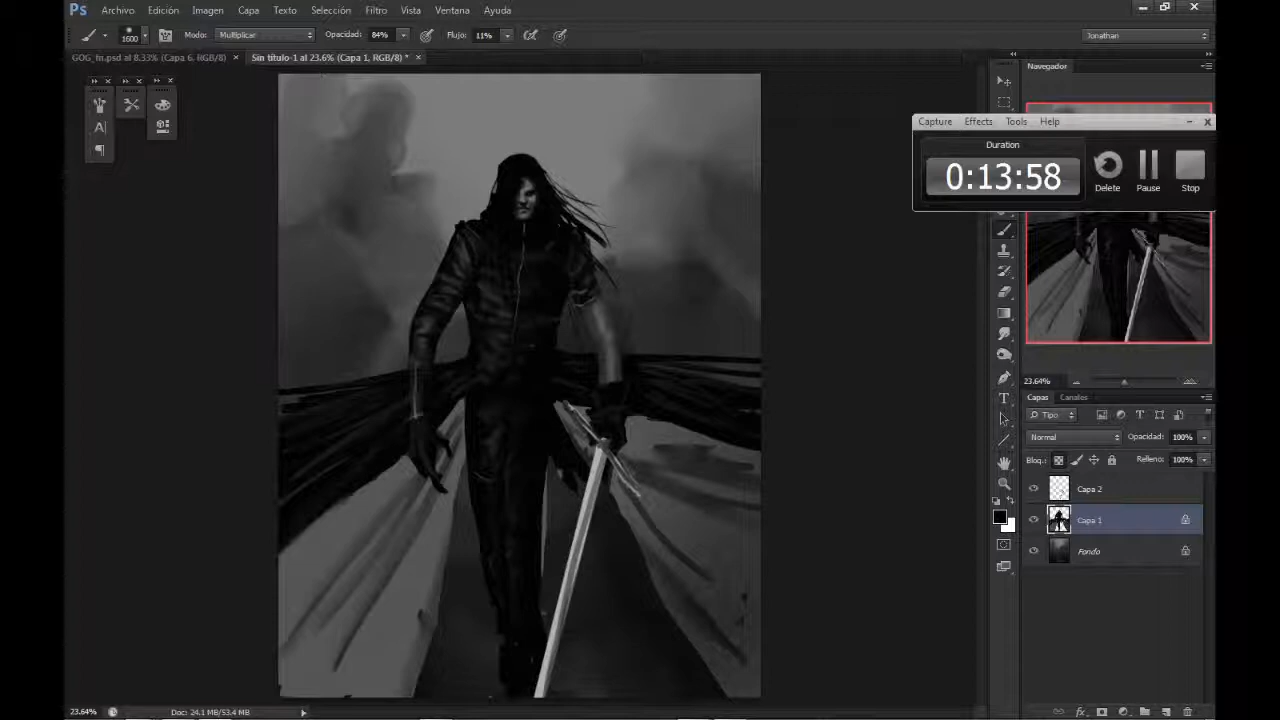 Ps Archivo Edición Imagen Capa Texto Selección Filtro Vista Ventana Ayuda
1600 Modo: Multiplicar Opacidad: 84% Flujo: 11% Jonathan
GOG_fn.psd al 8.33% (Capa 6, RGB/8) × Sin título-1 al 23.6% (Capa 1, RGB/8) * ×
Navegador
Capture Effects Tools Help
Duration
0:13:58
Delete Pause Stop
23.64%
Capas Canales
Tipo
Normal Opacidad: 100%
Bloq.: Relleno: 100%
Capa 2
Capa 1
Fondo
23.64% Doc: 24.1 MB/53.4 MB